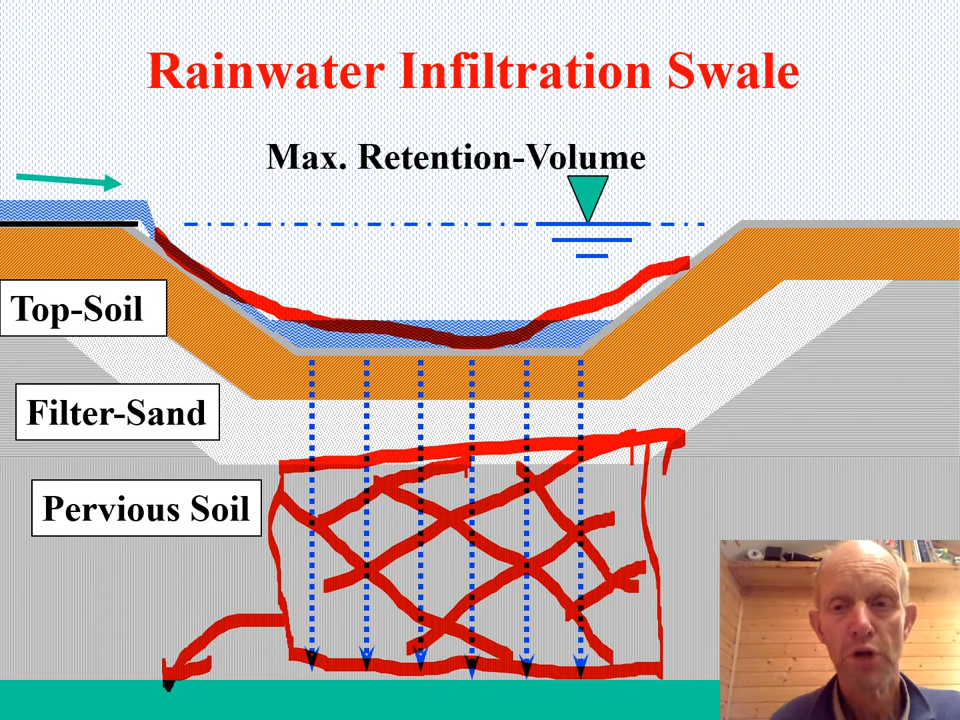 Rainwater Infiltration Swale
Max. Retention-Volume
Top-Soil
Filter-Sand
Pervious Soil